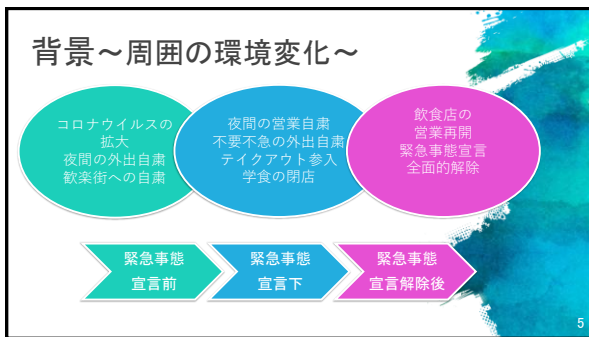 背景～周囲の環境変化～
コロナウイルスの
拡大
夜間の外出自粛
歓楽街への自粛
夜間の営業自粛
不要不急の外出自粛
テイクアウト参入
学食の閉店
飲食店の
営業再開
緊急事態宣言
全面的解除
緊急事態
宣言前
緊急事態
宣言下
緊急事態
宣言解除後
5